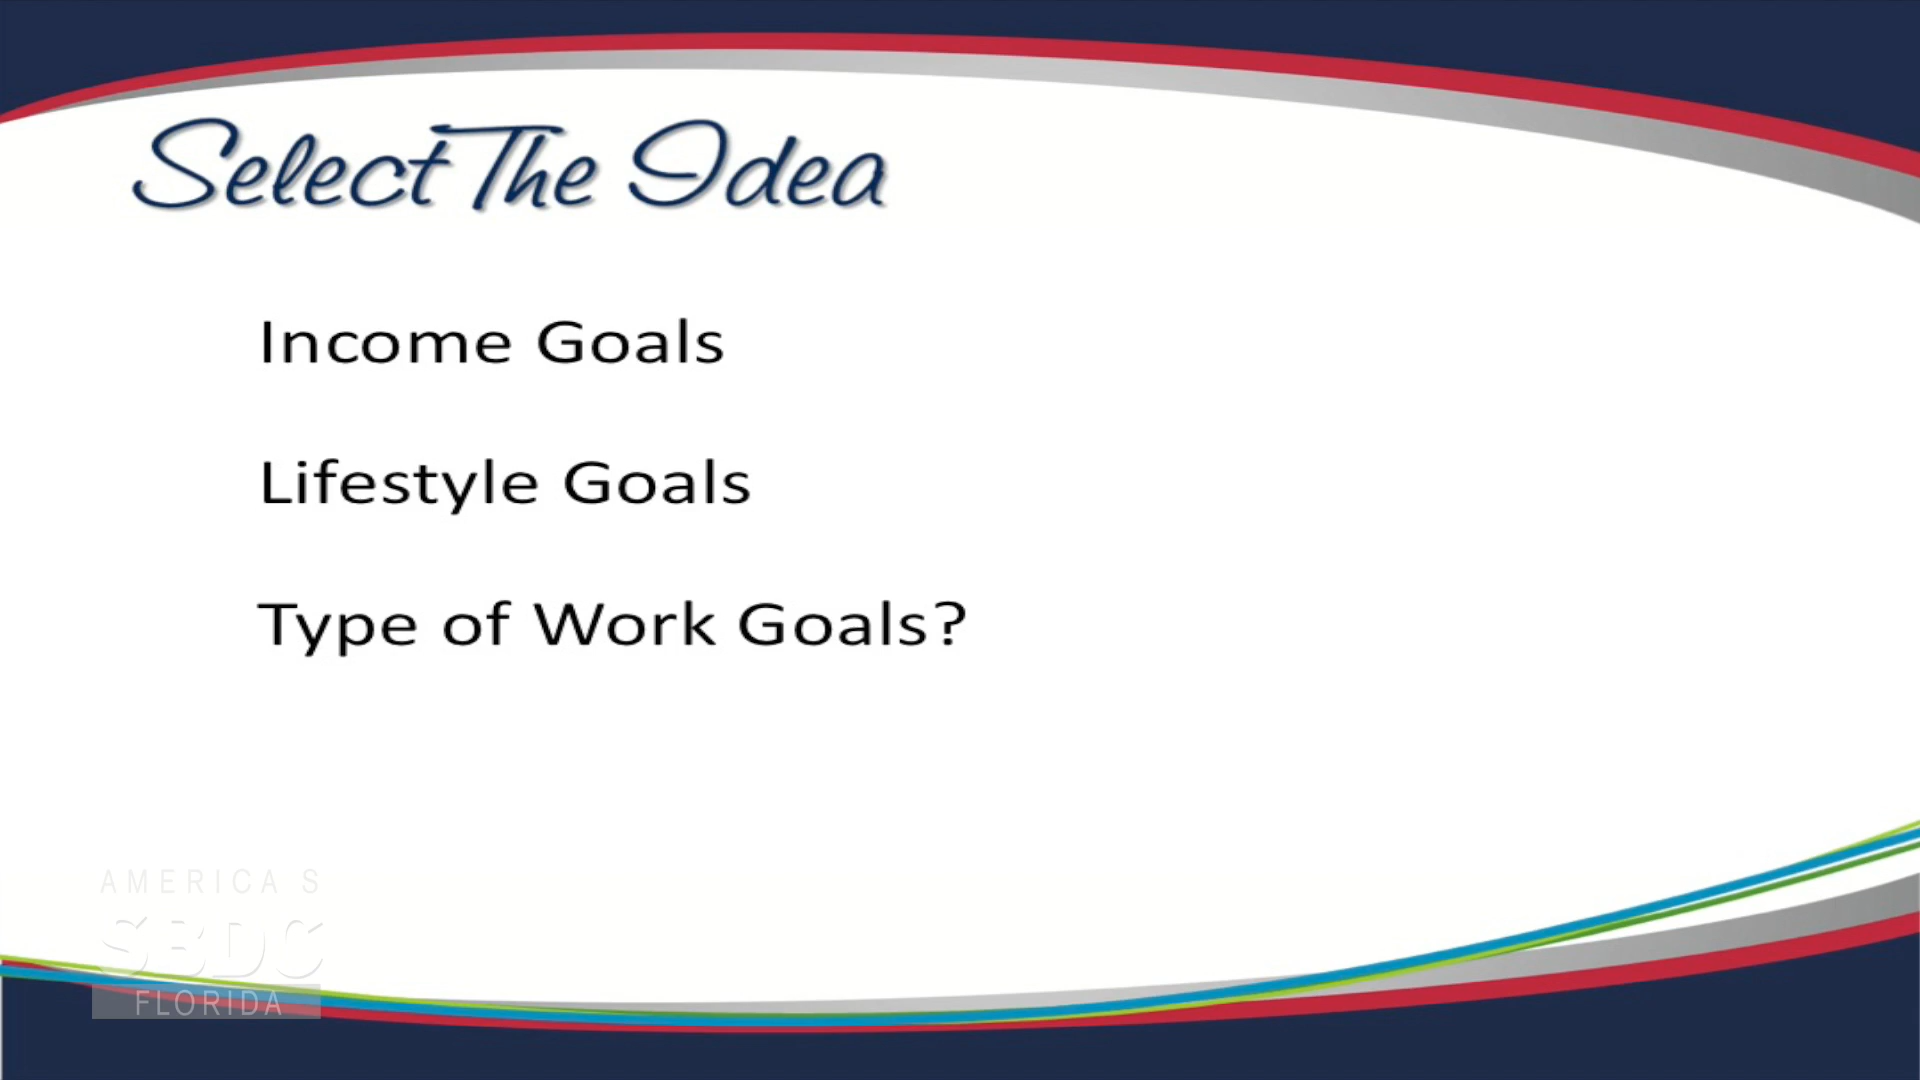 Select The Idea
Income Goals
Lifestyle Goals
Type of Work Goals?
AMERICA S
SBDC
FLORIDA